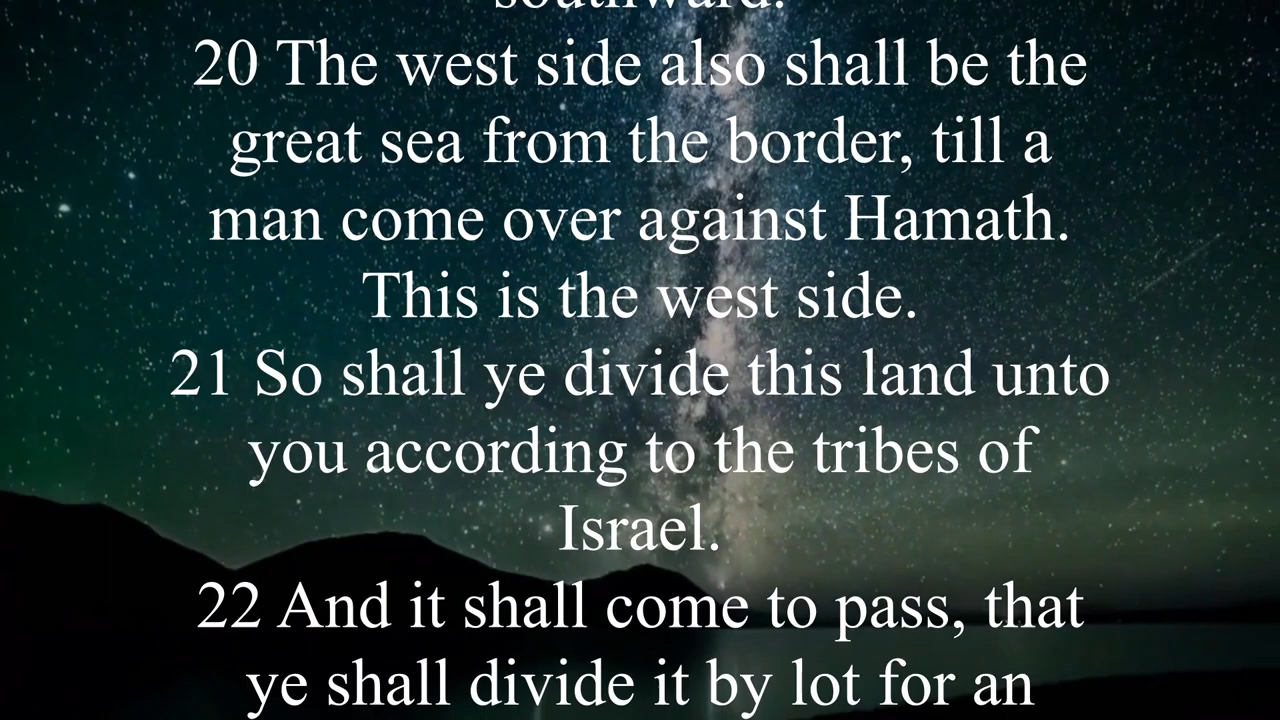 southward.
20 The west side also shall be the
great sea from the border, till a
man come over against Hamath.
This is the west side.
21 So shall ye divide this land unto
you according to the tribes of
Israel.
22 And it shall come to pass, that
ye shall divide it by lot for an